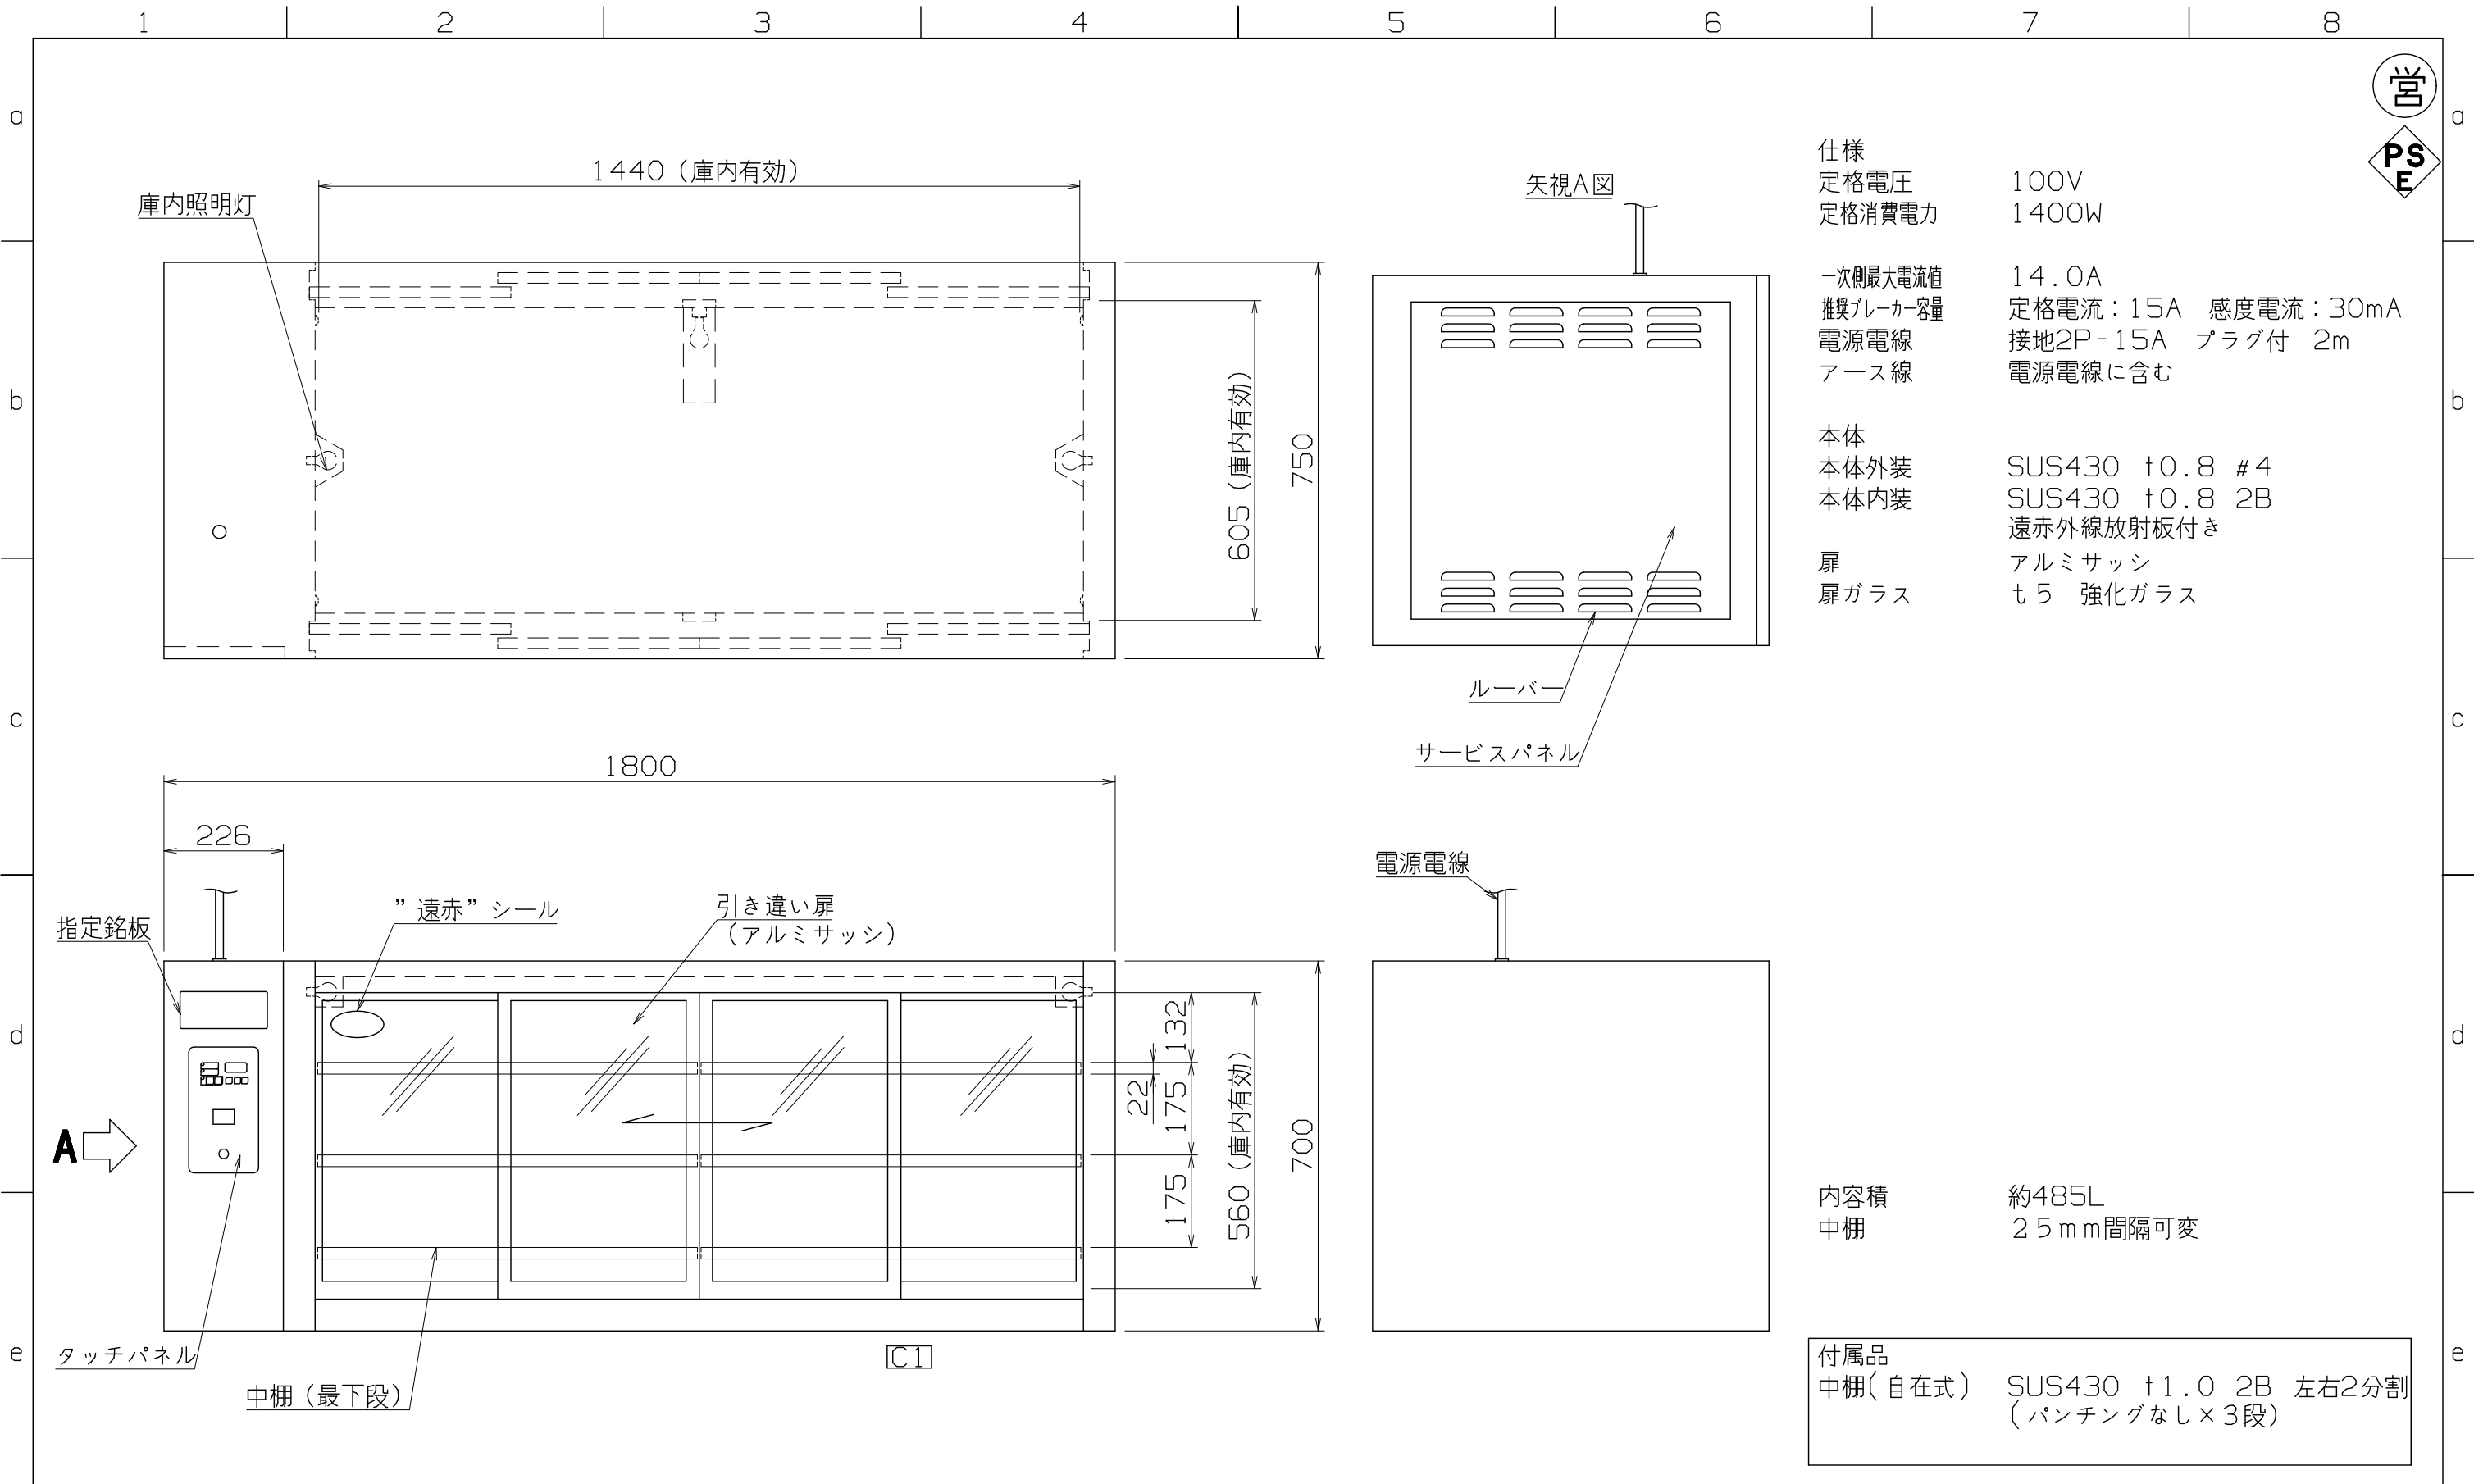 1 2 3 4 5 6 7 8
a a
b b
c c
d d
e e
営
PS
E
1440（庫内有効）
庫内照明灯
605（庫内有効）
750
矢視A図
ルーバー
サービスパネル
仕様
定格電圧 100V
定格消費電力 1400W
一次側最大電流値 14.0A
推奨ブレーカー容量 定格電流：15A 感度電流：30mA
電源電線 接地2P-15A プラグ付 2m
アース線 電源電線に含む
本体
本体外装 SUS430 t0.8 #4
本体内装 SUS430 t0.8 2B
遠赤外線放射板付き
扉 アルミサッシ
扉ガラス t5 強化ガラス
1800
226
指定銘板
”遠赤”シール
引き違い扉
（アルミサッシ）
132
22
175
175
560（庫内有効）
700
A
タッチパネル
中棚（最下段）
C1
電源電線
内容積 約485L
中棚 25mm間隔可変
付属品
中棚(自在式) SUS430 t1.0 2B 左右2分割
(パンチングなし×3段)